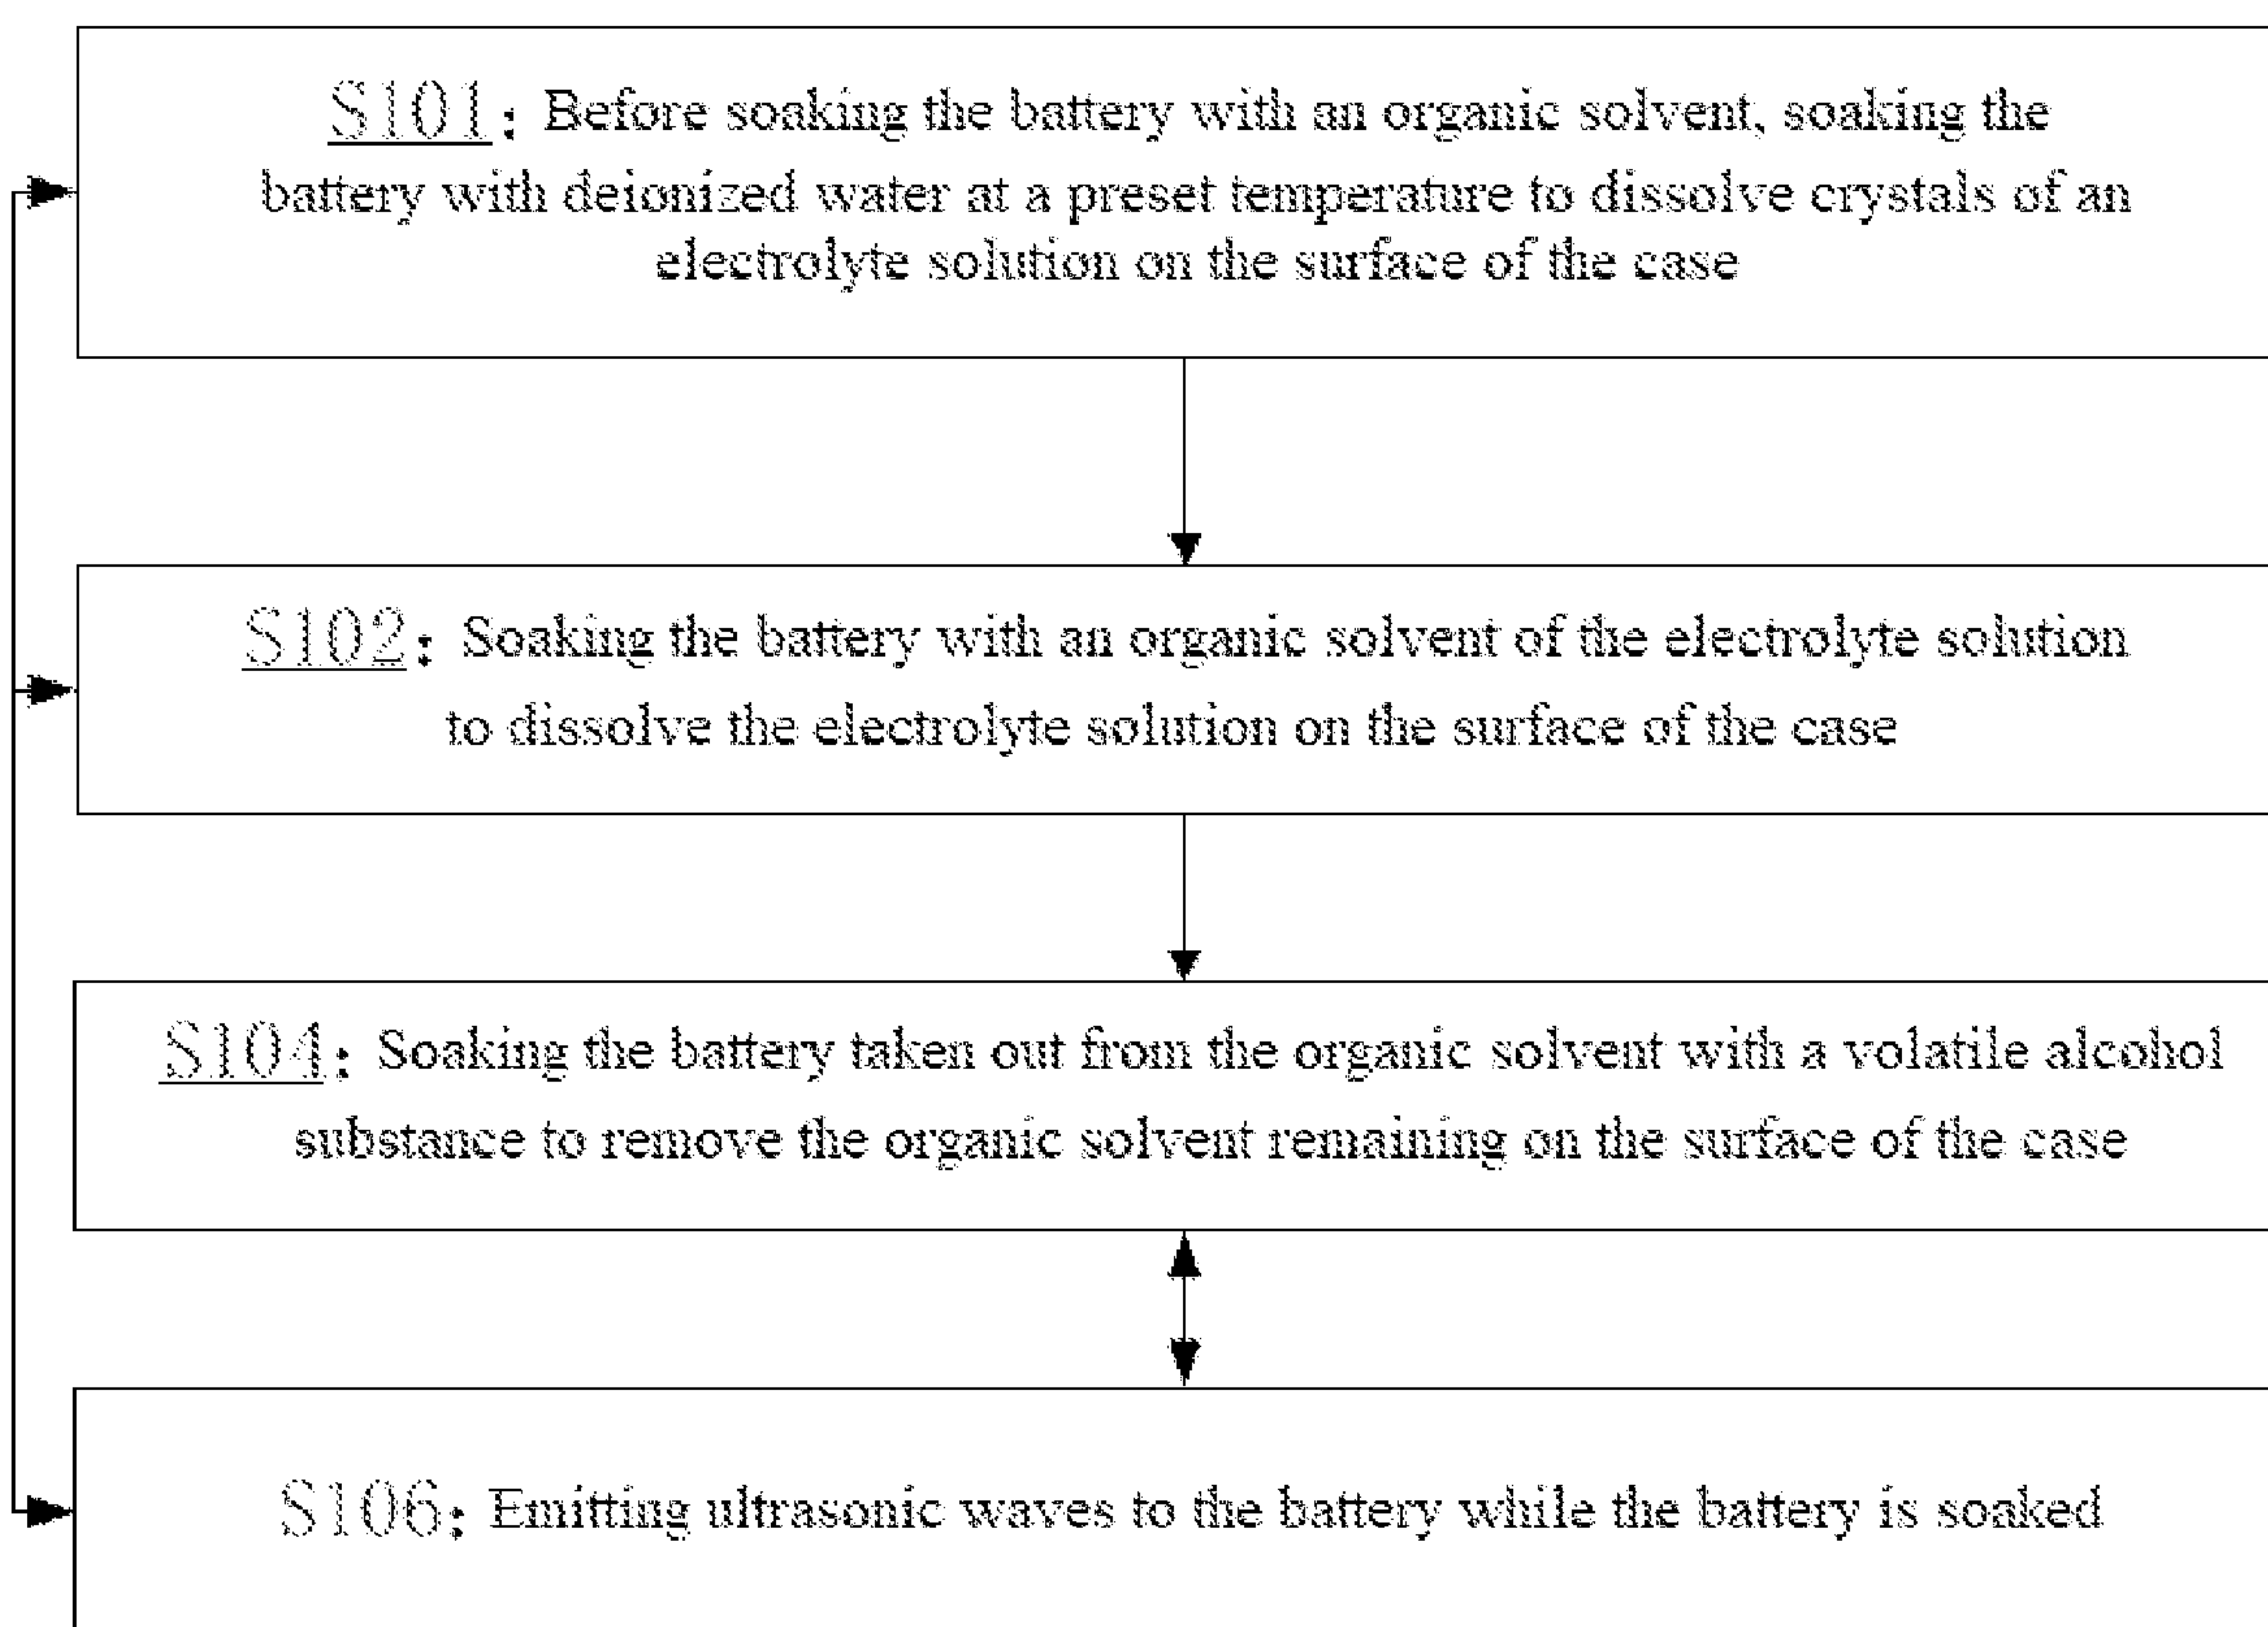 S101: Before soaking the battery with an organic solvent, soaking the
battery with deionized water at a preset temperature to dissolve crystals of an
electrolyte solution on the surface of the case
S102: Soaking the battery with an organic solvent of the electrolyte solution
to dissolve the electrolyte solution on the surface of the case
S104: Soaking the battery taken out from the organic solvent with a volatile alcohol
substance to remove the organic solvent remaining on the surface of the case
S106: Emitting ultrasonic waves to the battery while the battery is soaked